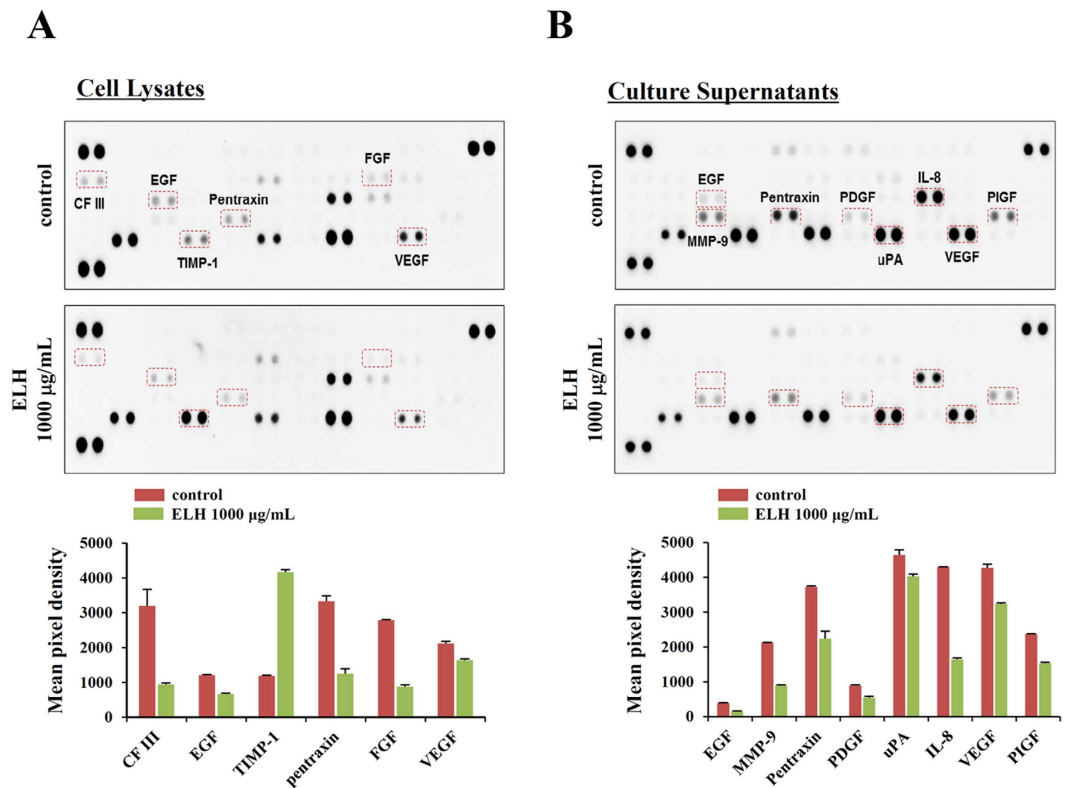 A
B
Cell Lysates
Culture Supernatants
control
CF III
EGF
Pentraxin
TIMP-1
FGF
VEGF
control
EGF
MMP-9
Pentraxin
PDGF
IL-8
uPA
VEGF
PlGF
ELH
1000 μg/mL
ELH
1000 μg/mL
control
ELH 1000 μg/mL
control
ELH 1000 μg/mL
Mean pixel density
5000
4000
3000
2000
1000
0
CF III
EGF
TIMP-1
pentraxin
FGF
VEGF
Mean pixel density
5000
4000
3000
2000
1000
0
EGF
MMP-9
Pentraxin
PDGF
uPA
IL-8
VEGF
PlGF